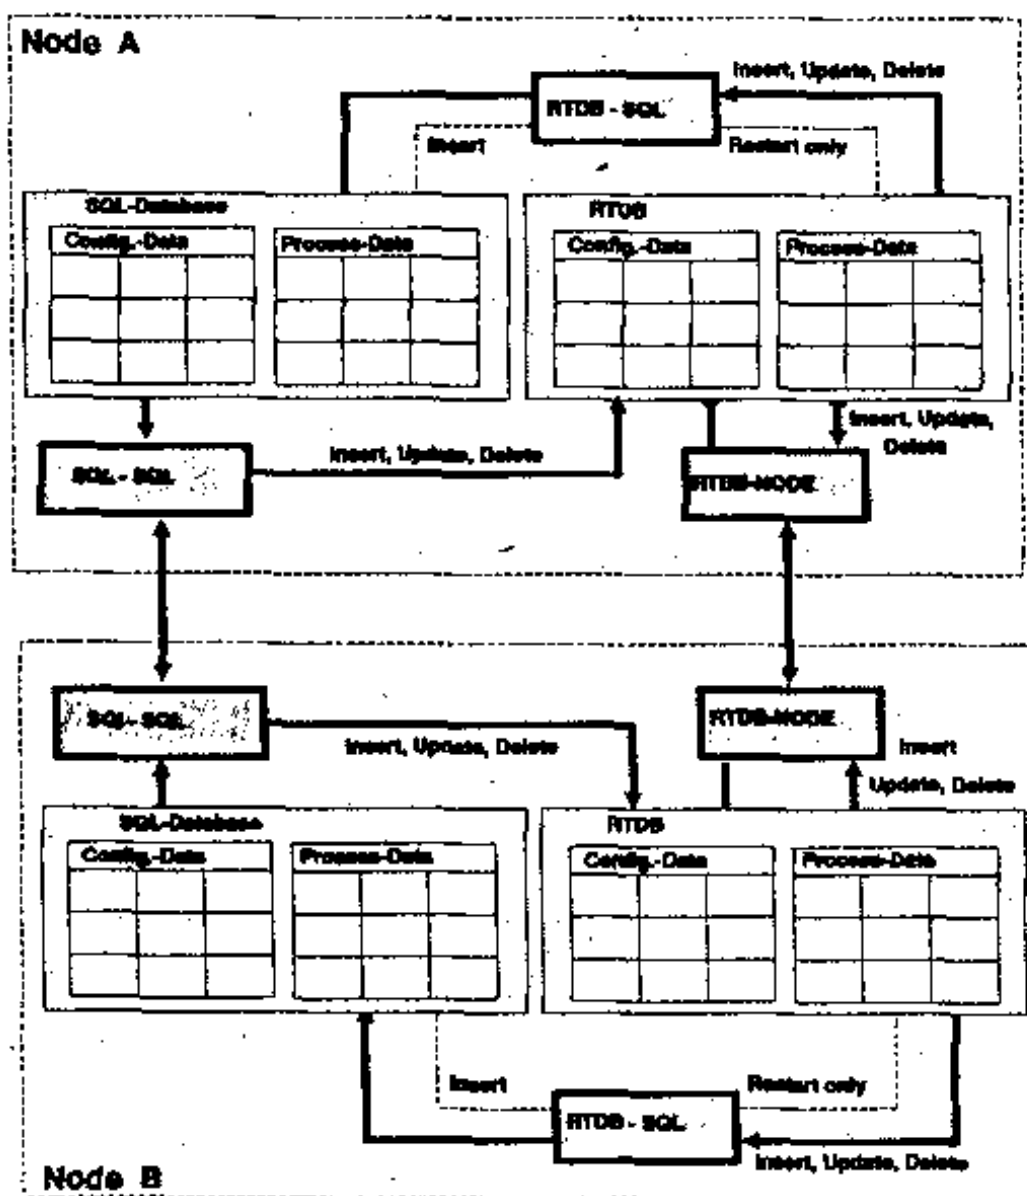 Node A
Insert, Update, Delete
RTDB - SQL
Insert
Restart only
SQL-Database
RTDB
Config.-Data
Process-Data
Config.-Data
Process-Data
Insert, Update,
Delete
SQL - SQL
Insert, Update, Delete
RTDB-NODE
SQL - SQL
RTDB-NODE
Insert
Insert, Update, Delete
Update, Delete
SQL-Database
RTDB
Config.-Data
Process-Data
Config.-Data
Process-Data
Insert
Restart only
RTDB - SQL
Insert, Update, Delete
Node B